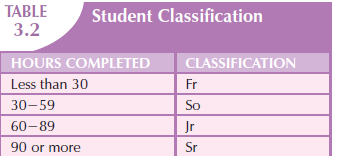 TABLE
3.2
Student Classification
HOURS COMPLETED CLASSIFICATION
Less than 30 Fr
30–59 So
60–89 Jr
90 or more Sr